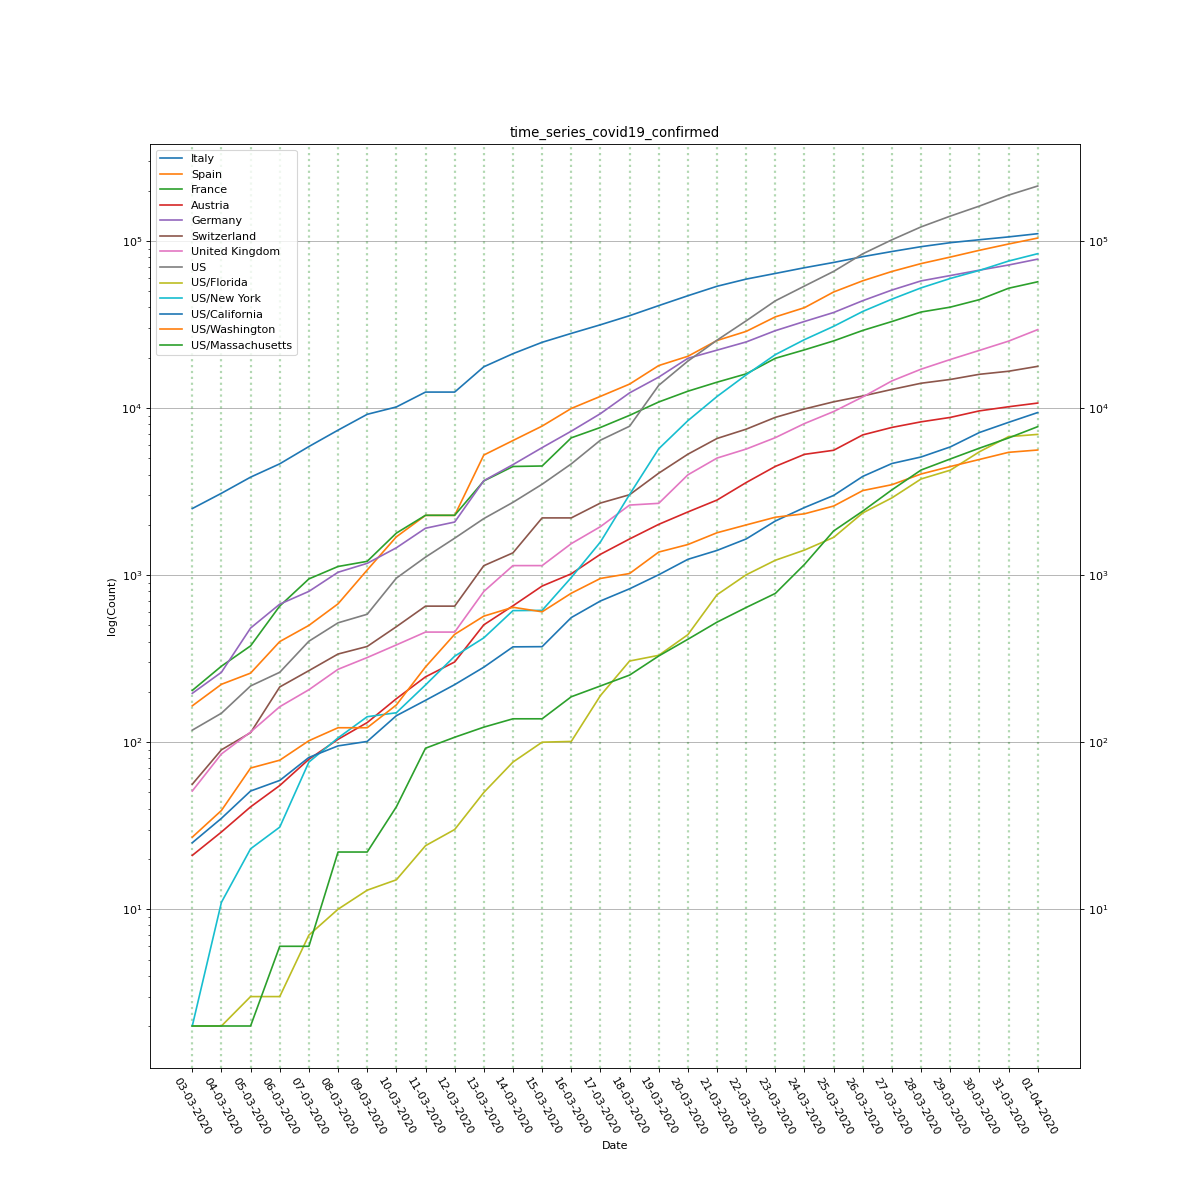 time_series_covid19_confirmed
Italy
Spain
France
Austria
Germany
Switzerland
United Kingdom
US
US/Florida
US/New York
US/California
US/Washington
US/Massachusetts
10⁵
10⁴
10³
10²
10¹
10⁵
10⁴
10³
10²
10¹
log(Count)
03-03-2020
04-03-2020
05-03-2020
06-03-2020
07-03-2020
08-03-2020
09-03-2020
10-03-2020
11-03-2020
12-03-2020
13-03-2020
14-03-2020
15-03-2020
16-03-2020
17-03-2020
18-03-2020
19-03-2020
20-03-2020
21-03-2020
22-03-2020
23-03-2020
24-03-2020
25-03-2020
26-03-2020
27-03-2020
28-03-2020
29-03-2020
30-03-2020
31-03-2020
01-04-2020
Date